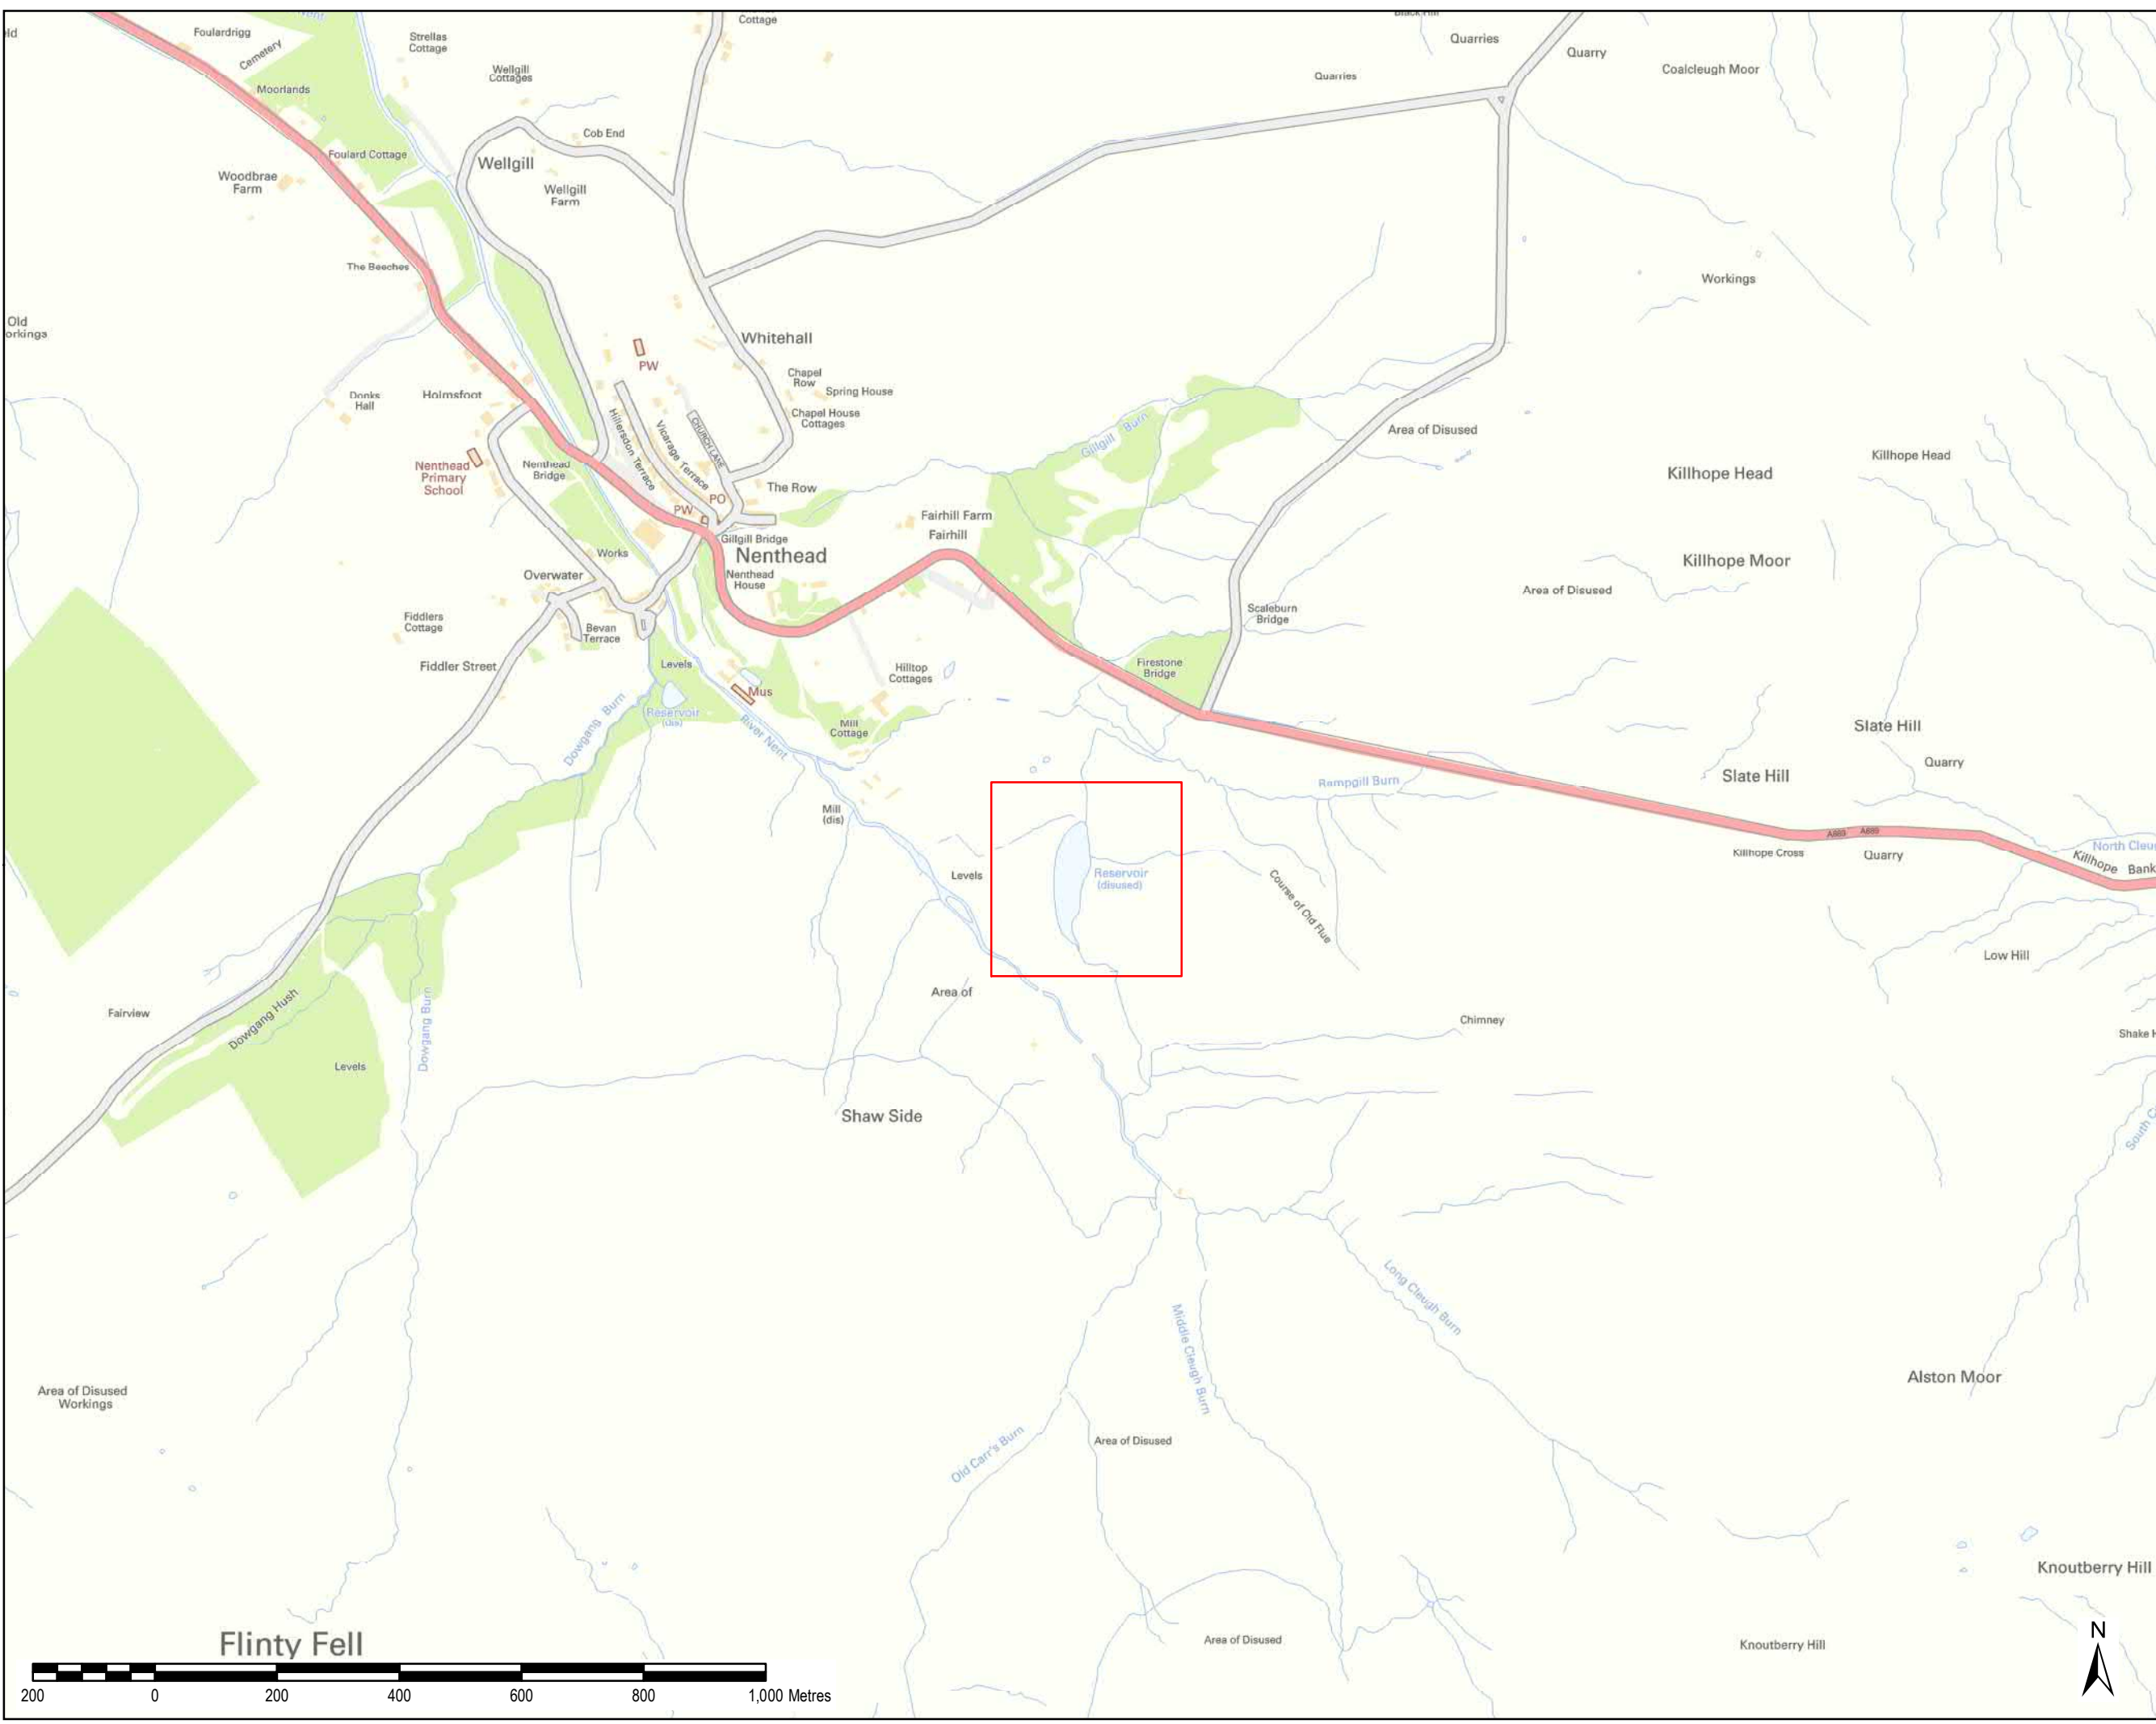 Cottage
Foulardrigg
Cemetery
Strellas
Cottage
Quarries
Quarry
Coalcleugh Moor
Wellgill
Cottages
Quarries
Moorlands
Cob End
Foulard Cottage
Wellgill
Woodbrae
Farm
Wellgill
Farm
The Beeches
Workings
Old
orkings
Whitehall
PW
Chapel
Row
Spring House
Donks
Hall
Holmsfoot
Chapel House
Cottages
Hillersdon Terrace
Vicarage Terrace
CHURCH LANE
Gillgill Burn
Area of Disused
Nenthead
Primary
School
Nenthead
Bridge
Killhope Head
Killhope Head
The Row
PO
PW
Fairhill Farm
Fairhill
Gillgill Bridge
Nenthead
Works
Killhope Moor
Overwater
Nenthead
House
Area of Disused
Fiddlers
Cottage
Bevan
Terrace
Scaleburn
Bridge
Fiddler Street
Levels
Hilltop
Cottages
Firestone
Bridge
Mus
Reservoir
(dis)
Dowgang Burn
River Nent
Mill
Cottage
Slate Hill
Quarry
Slate Hill
Rampgill Burn
Mill
(dis)
A689
A689
Killhope Cross
Quarry
North Cleu
Killhope Bank
Levels
Reservoir
(disused)
Course of Old Flue
Low Hill
Area of
Fairview
Dowgang Hush
Dowgang Burn
Chimney
Shake H
Levels
Shaw Side
South C
Long Cleugh Burn
Middle Cleugh Burn
Alston Moor
Area of Disused
Workings
Old Carr's Burn
Area of Disused
Knoutberry Hill
Flinty Fell
Area of Disused
Knoutberry Hill
N
200 0 200 400 600 800 1,000 Metres